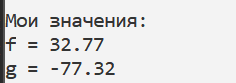 Мои значения:
f = 32.77
g = -77.32